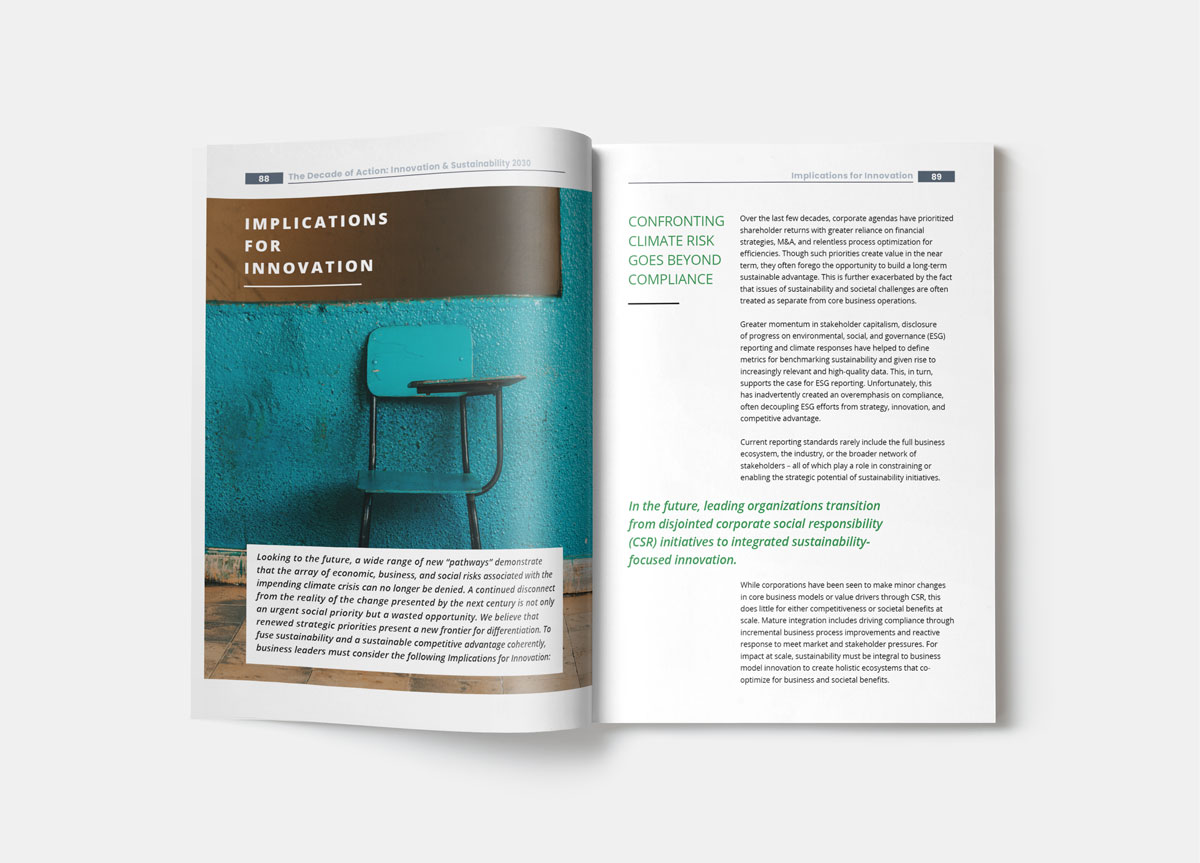 88 The Decade of Action: Innovation & Sustainability 2030
IMPLICATIONS
FOR
INNOVATION
Looking to the future, a wide range of new "pathways" demonstrate
that the array of economic, business, and social risks associated with the
impending climate crisis can no longer be denied. A continued disconnect
from the reality of the change presented by the next century is not only
an urgent social priority but a wasted opportunity. We believe that
renewed strategic priorities present a new frontier for differentiation. To
fuse sustainability and a sustainable competitive advantage coherently,
business leaders must consider the following Implications for Innovation:
Implications for Innovation 89
CONFRONTING
CLIMATE RISK
GOES BEYOND
COMPLIANCE
Over the last few decades, corporate agendas have prioritized
shareholder returns with greater reliance on financial
strategies, M&A, and relentless process optimization for
efficiencies. Though such priorities create value in the near
term, they often forego the opportunity to build a long-term
sustainable advantage. This is further exacerbated by the fact
that issues of sustainability and societal challenges are often
treated as separate from core business operations.
Greater momentum in stakeholder capitalism, disclosure
of progress on environmental, social, and governance (ESG)
reporting and climate responses have helped to define
metrics for benchmarking sustainability and given rise to
increasingly relevant and high-quality data. This, in turn,
supports the case for ESG reporting. Unfortunately, this
has inadvertently created an overemphasis on compliance,
often decoupling ESG efforts from strategy, innovation, and
competitive advantage.
Current reporting standards rarely include the full business
ecosystem, the industry, or the broader network of
stakeholders – all of which play a role in constraining or
enabling the strategic potential of sustainability initiatives.
In the future, leading organizations transition
from disjointed corporate social responsibility
(CSR) initiatives to integrated sustainability-
focused innovation.
While corporations have been seen to make minor changes
in core business models or value drivers through CSR, this
does little for either competitiveness or societal benefits at
scale. Mature integration includes driving compliance through
incremental business process improvements and reactive
response to meet market and stakeholder pressures. For
impact at scale, sustainability must be integral to business
model innovation to create holistic ecosystems that co-
optimize for business and societal benefits.